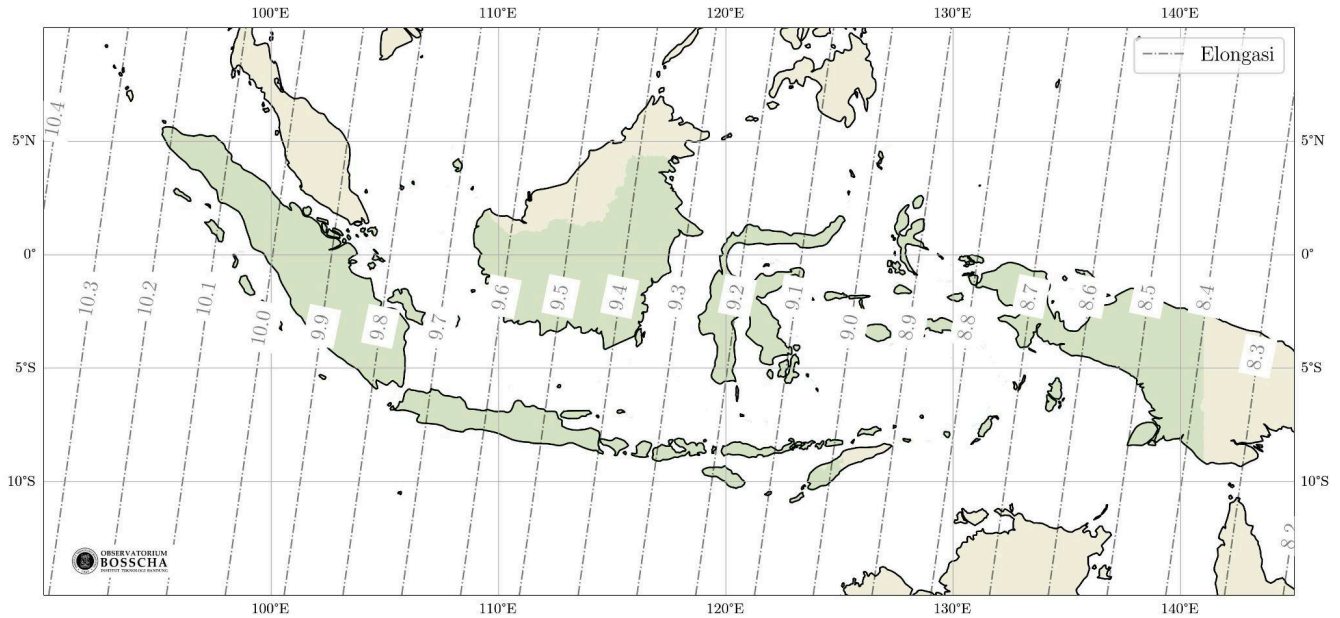 100°E 110°E 120°E 130°E 140°E
Elongasi
10.4
5°N 5°N
0° 0°
10.3 10.2 10.1 10.0 9.9 9.8 9.7 9.6 9.5 9.4 9.3 9.2 9.1 9.0 8.9 8.8 8.7 8.6 8.5 8.4 8.3
5°S 5°S
10°S 10°S
8.2
OBSERVATORIUM
BOSSCHA
INSTITUT TEKNOLOGI BANDUNG
100°E 110°E 120°E 130°E 140°E